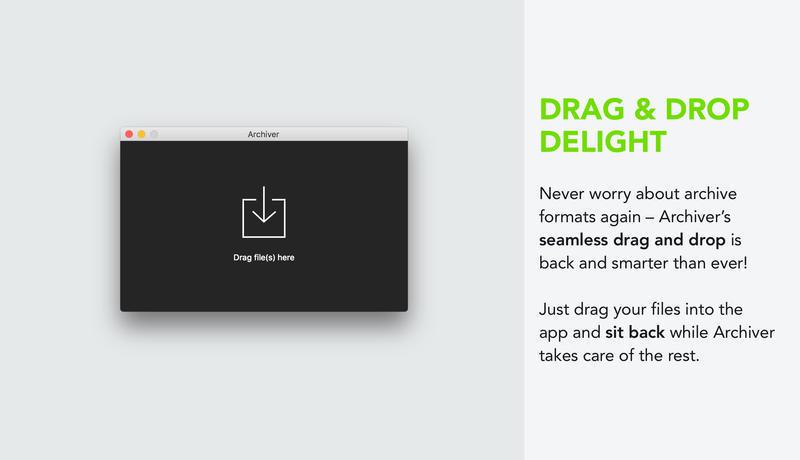 Archiver
Drag file(s) here
DRAG & DROP
DELIGHT
Never worry about archive
formats again – Archiver’s
seamless drag and drop is
back and smarter than ever!
Just drag your files into the
app and sit back while Archiver
takes care of the rest.